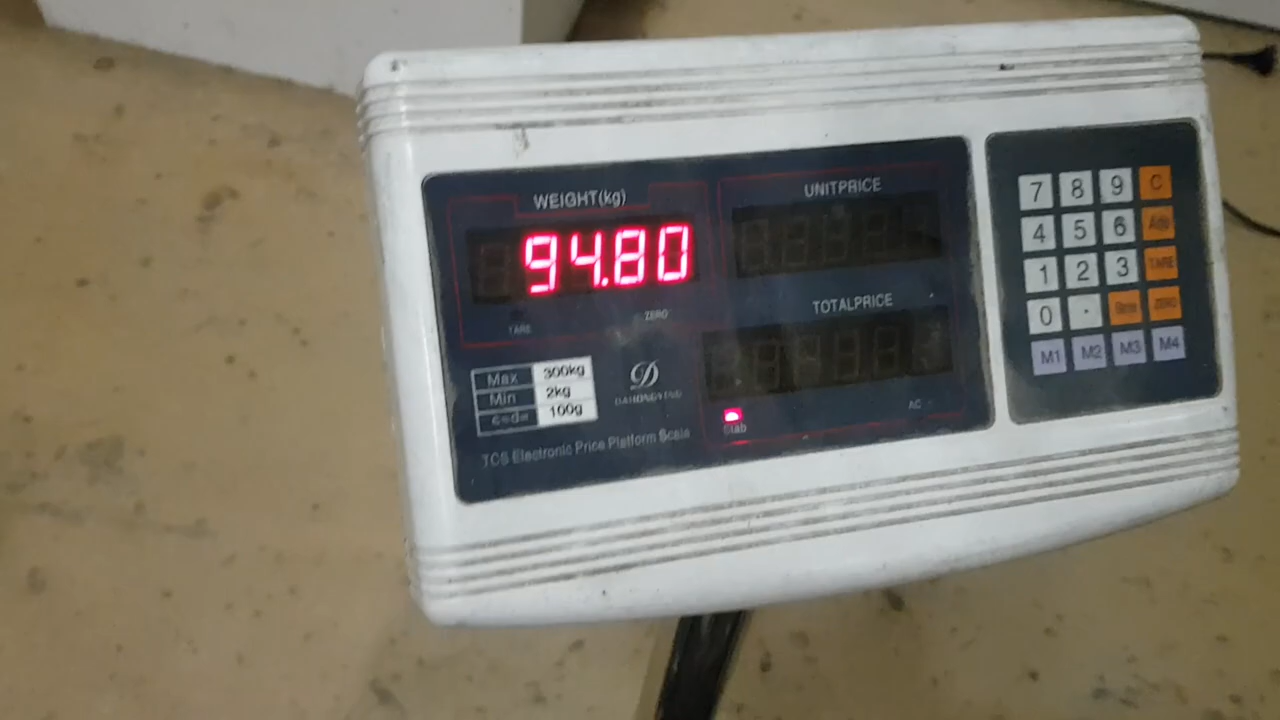 WEIGHT(kg)
UNITPRICE
94.80
TARE
ZERO
TOTALPRICE
Max 300kg
Min 2kg
e=d= 100g
D
DAHONGYING
Stab
AC
TCS Electronic Price Platform Scale
7 8 9 C
4 5 6
1 2 3 TARE
0 . ZERO
M1 M2 M3 M4